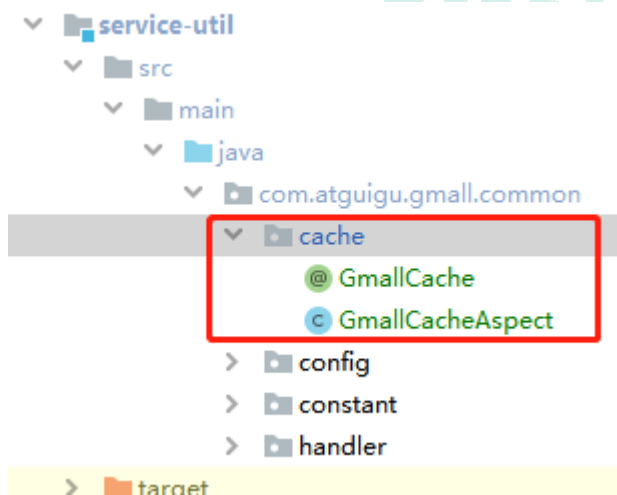 service-util
src
main
java
com.atguigu.gmall.common
cache
@ GmallCache
C GmallCacheAspect
config
constant
handler
target